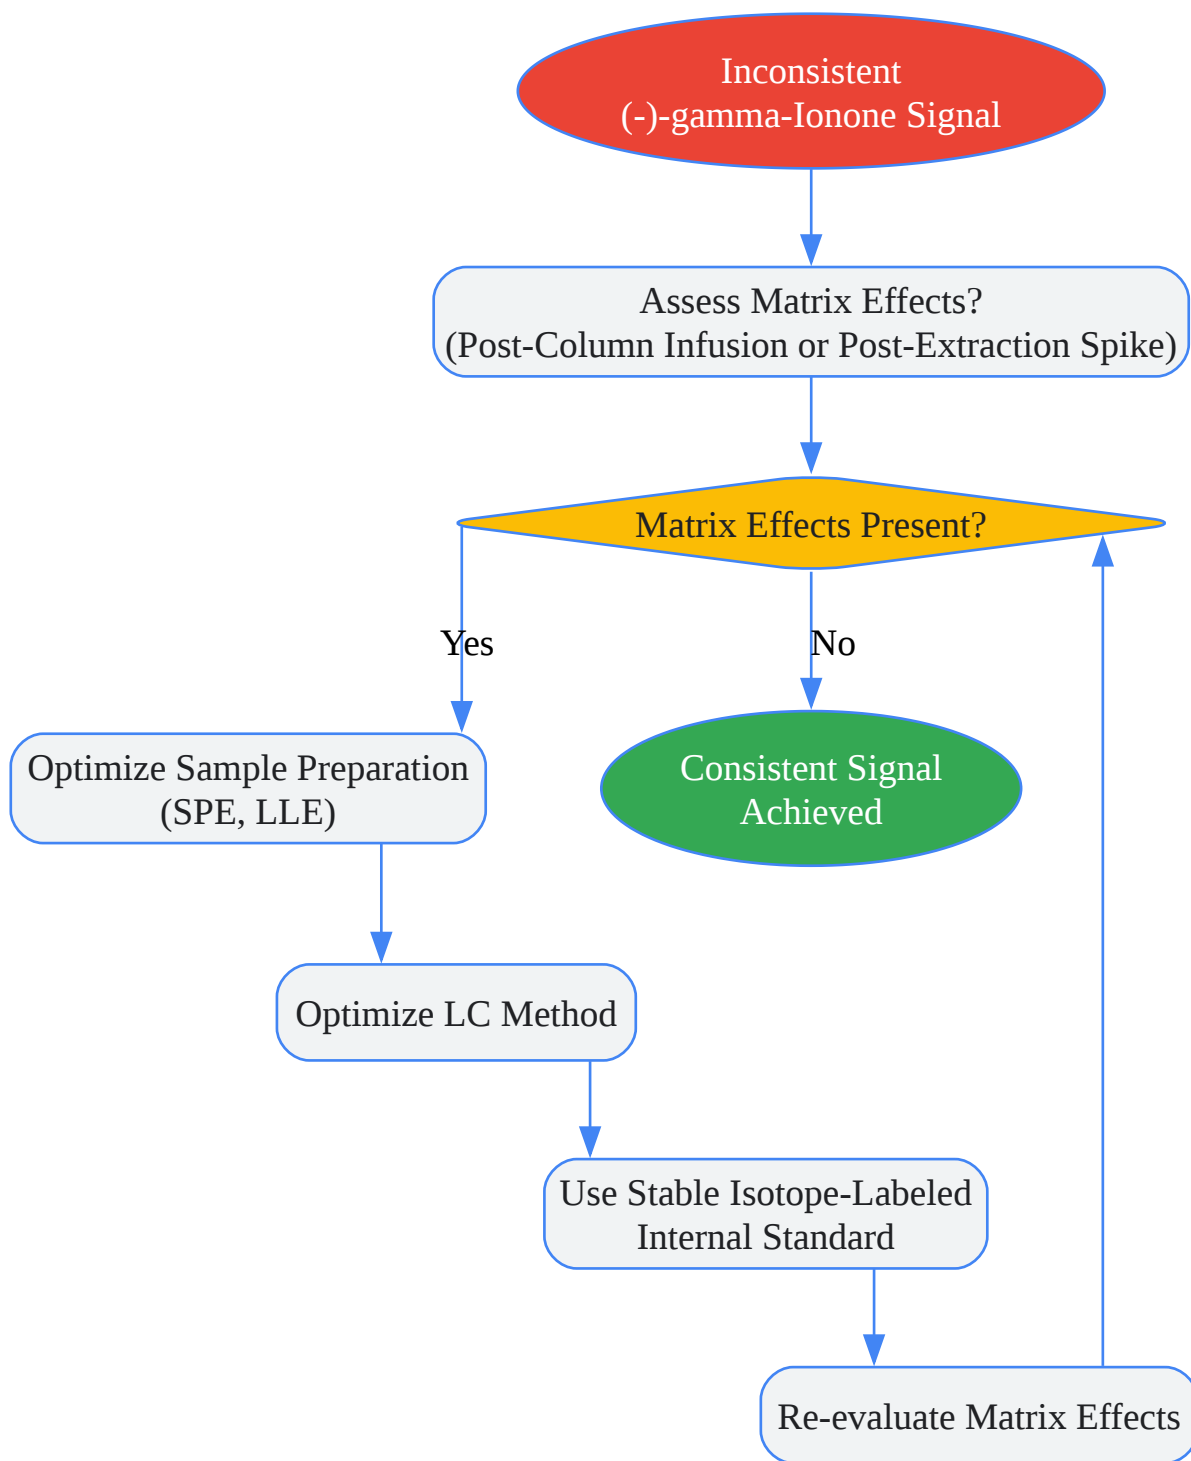 Inconsistent
(-)-gamma-Ionone Signal
Assess Matrix Effects?
(Post-Column Infusion or Post-Extraction Spike)
Matrix Effects Present?
Yes
No
Optimize Sample Preparation
(SPE, LLE)
Consistent Signal
Achieved
Optimize LC Method
Use Stable Isotope-Labeled
Internal Standard
Re-evaluate Matrix Effects